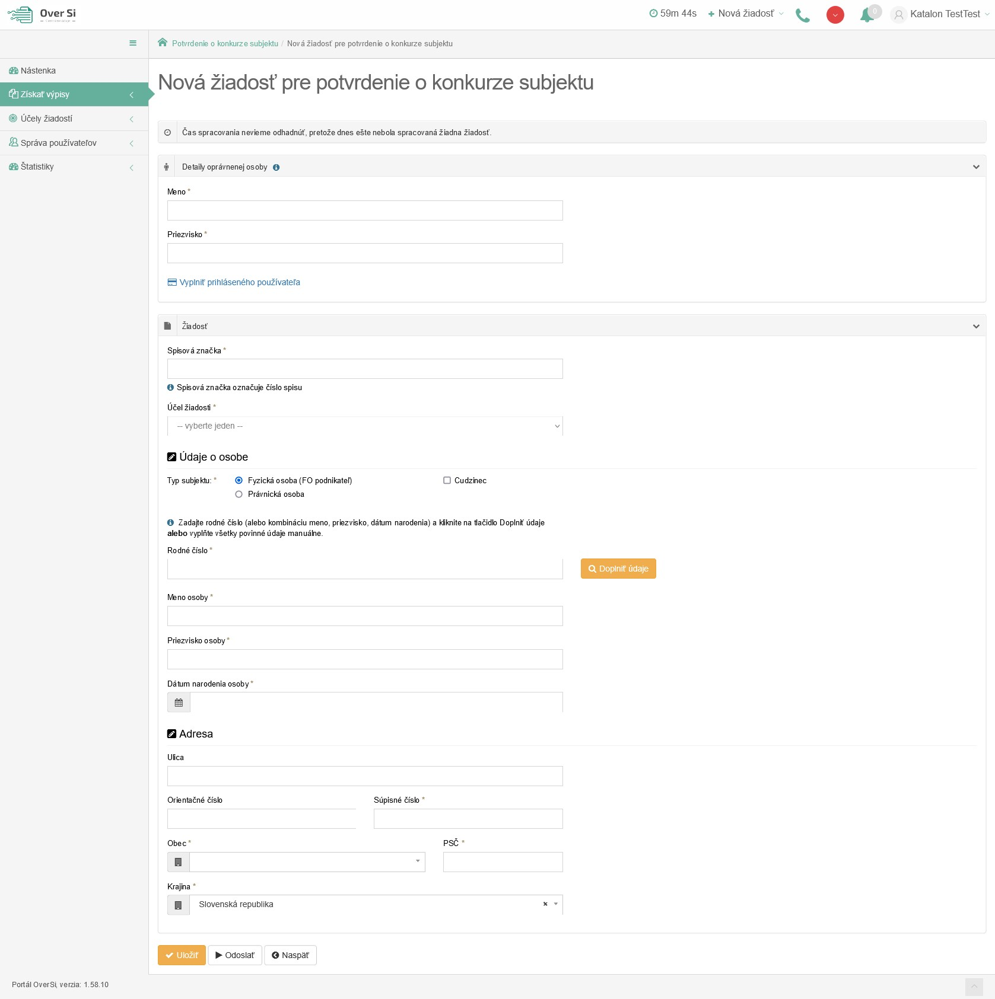 Over Si
59m 44s
Nová žiadosť
0
Katalon TestTest
Potvrdenie o konkurze subjektu / Nová žiadosť pre potvrdenie o konkurze subjektu
Nástenka
Získať výpisy
Účely žiadostí
Správa používateľov
Štatistiky
Nová žiadosť pre potvrdenie o konkurze subjektu
Čas spracovania nevieme odhadnúť, pretože dnes ešte nebola spracovaná žiadna žiadosť.
Detaily oprávnenej osoby
Meno *
Priezvisko *
Vyplniť prihláseného používateľa
Žiadosť
Spisová značka *
Spisová značka označuje číslo spisu
Účel žiadosti *
-- vyberte jeden --
Údaje o osobe
Typ subjektu: * Fyzická osoba (FO podnikateľ) Cudzinec
Právnická osoba
Zadajte rodné číslo (alebo kombináciu meno, priezvisko, dátum narodenia) a kliknite na tlačidlo Doplniť údaje
alebo vyplňte všetky povinné údaje manuálne.
Rodné číslo *
Doplniť údaje
Meno osoby *
Priezvisko osoby *
Dátum narodenia osoby *
Adresa
Ulica
Orientačné číslo Súpisné číslo *
Obec * PSČ *
Krajina *
Slovenská republika ×
Uložiť Odoslať Naspäť
Portál OverSi, verzia: 1.58.10